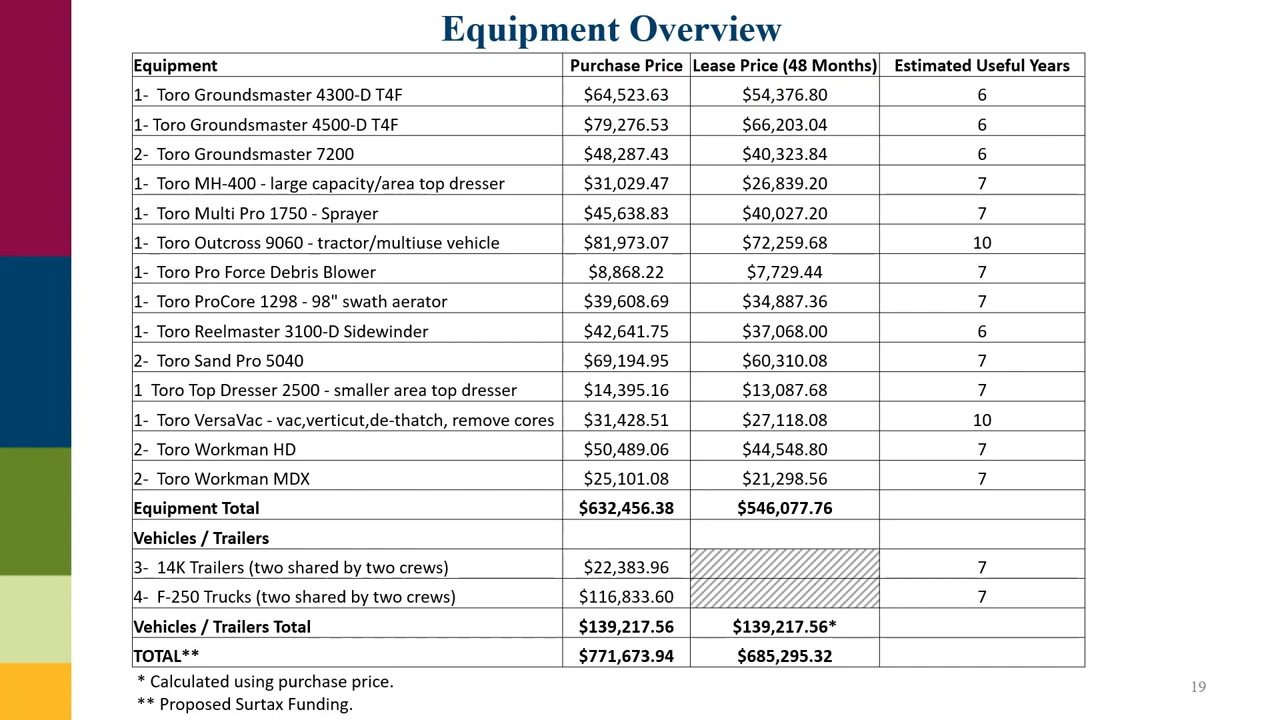 Equipment Overview
Equipment Purchase Price Lease Price (48 Months) Estimated Useful Years
1- Toro Groundsmaster 4300-D T4F $64,523.63 $54,376.80 6
1- Toro Groundsmaster 4500-D T4F $79,276.53 $66,203.04 6
2- Toro Groundsmaster 7200 $48,287.43 $40,323.84 6
1- Toro MH-400 - large capacity/area top dresser $31,029.47 $26,839.20 7
1- Toro Multi Pro 1750 - Sprayer $45,638.83 $40,027.20 7
1- Toro Outcross 9060 - tractor/multiuse vehicle $81,973.07 $72,259.68 10
1- Toro Pro Force Debris Blower $8,868.22 $7,729.44 7
1- Toro ProCore 1298 - 98" swath aerator $39,608.69 $34,887.36 7
1- Toro Reelmaster 3100-D Sidewinder $42,641.75 $37,068.00 6
2- Toro Sand Pro 5040 $69,194.95 $60,310.08 7
1 Toro Top Dresser 2500 - smaller area top dresser $14,395.16 $13,087.68 7
1- Toro VersaVac - vac,verticut,de-thatch, remove cores $31,428.51 $27,118.08 10
2- Toro Workman HD $50,489.06 $44,548.80 7
2- Toro Workman MDX $25,101.08 $21,298.56 7
Equipment Total $632,456.38 $546,077.76
Vehicles / Trailers
3- 14K Trailers (two shared by two crews) $22,383.96 7
4- F-250 Trucks (two shared by two crews) $116,833.60 7
Vehicles / Trailers Total $139,217.56 $139,217.56*
TOTAL** $771,673.94 $685,295.32
* Calculated using purchase price.
** Proposed Surtax Funding.
19